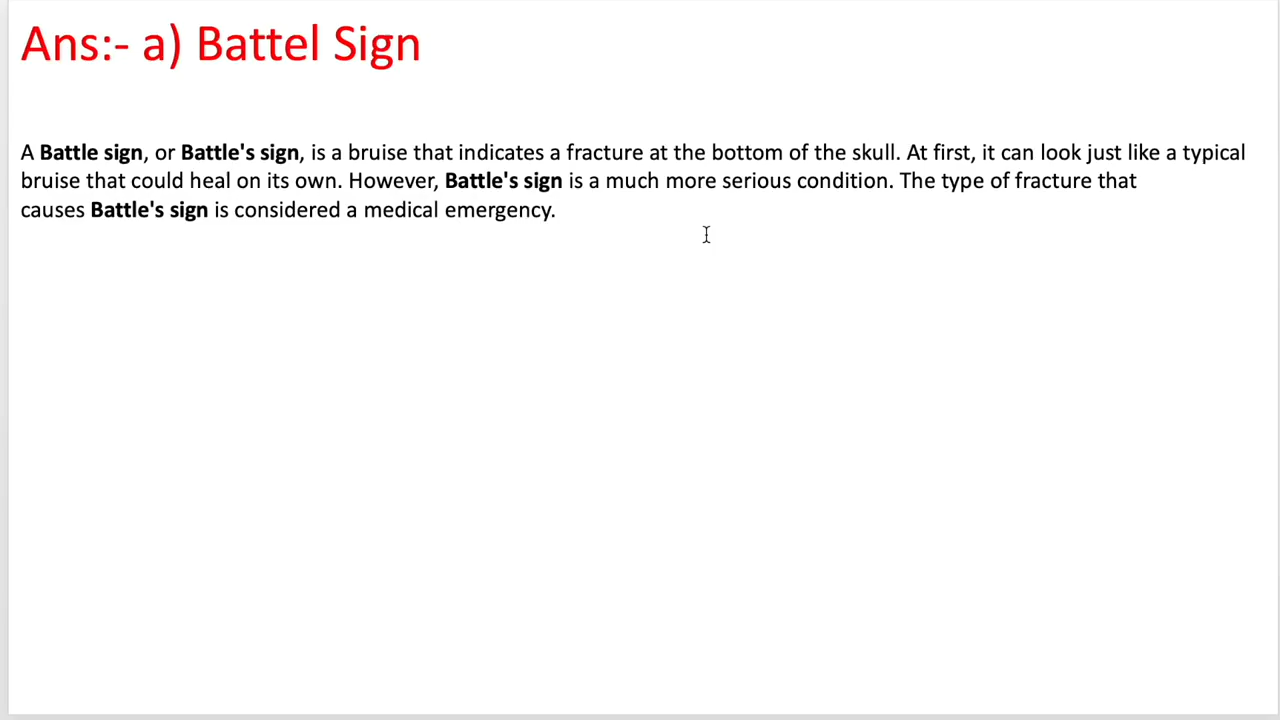 Ans:- a) Battel Sign
A Battle sign, or Battle's sign, is a bruise that indicates a fracture at the bottom of the skull. At first, it can look just like a typical
bruise that could heal on its own. However, Battle's sign is a much more serious condition. The type of fracture that
causes Battle's sign is considered a medical emergency.